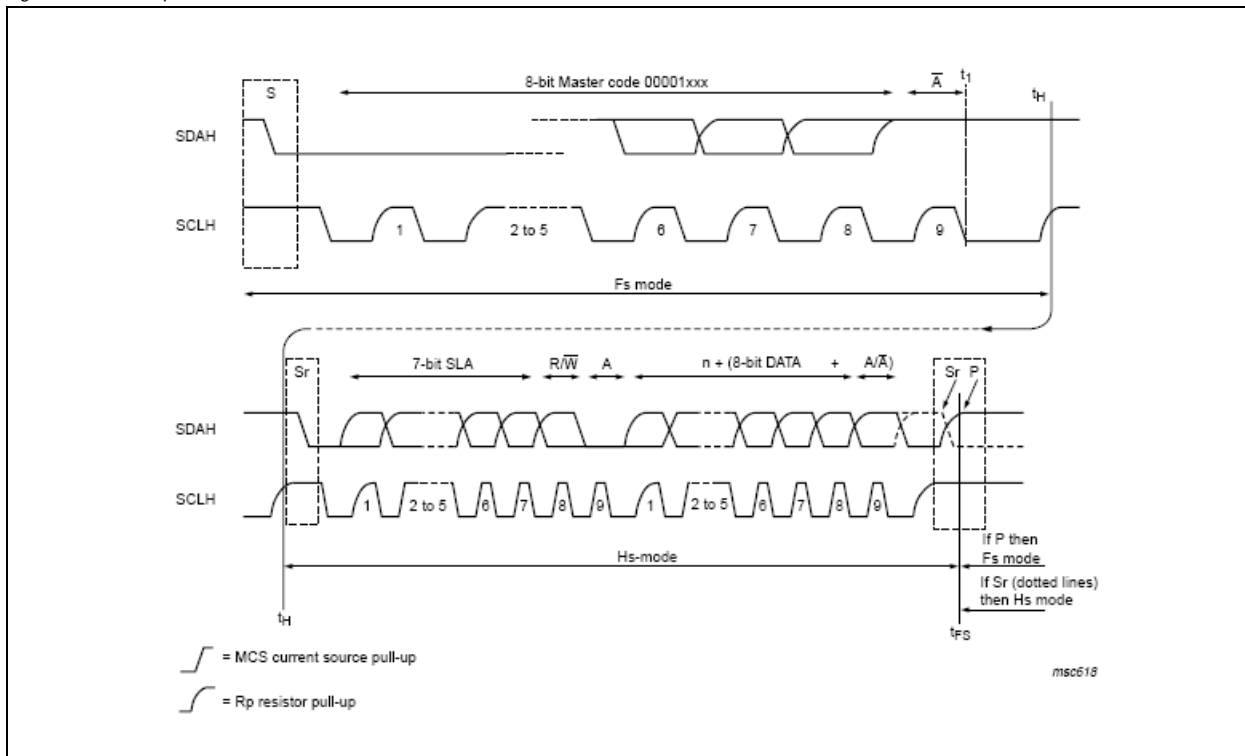 S
8-bit Master code 00001xxx
A̅
t1
tH
SDAH
SCLH
1
2 to 5
6
7
8
9
Fs mode
Sr
7-bit SLA
R/W̅
A
n + (8-bit DATA + A/A̅)
Sr P
SDAH
SCLH
1
2 to 5
6
7
8
9
1
2 to 5
6
7
8
9
If P then
Fs mode
Hs-mode
If Sr (dotted lines)
then Hs mode
tH
tFS
= MCS current source pull-up
msc618
= Rp resistor pull-up